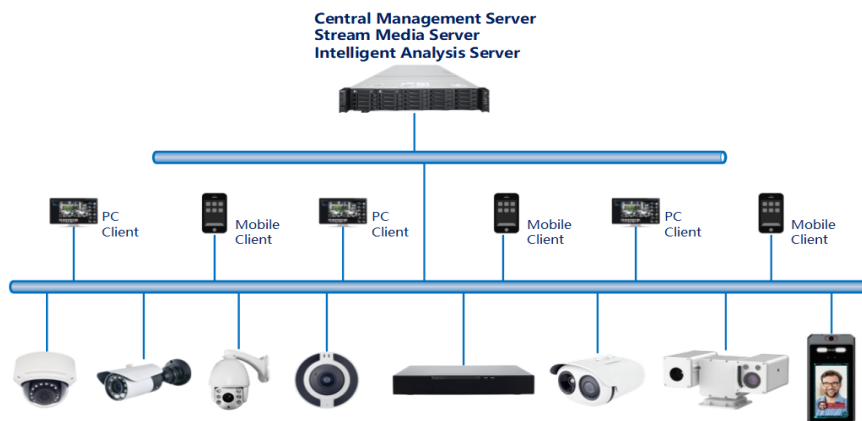 Central Management Server
Stream Media Server
Intelligent Analysis Server
PC
Client
Mobile
Client
PC
Client
Mobile
Client
PC
Client
Mobile
Client